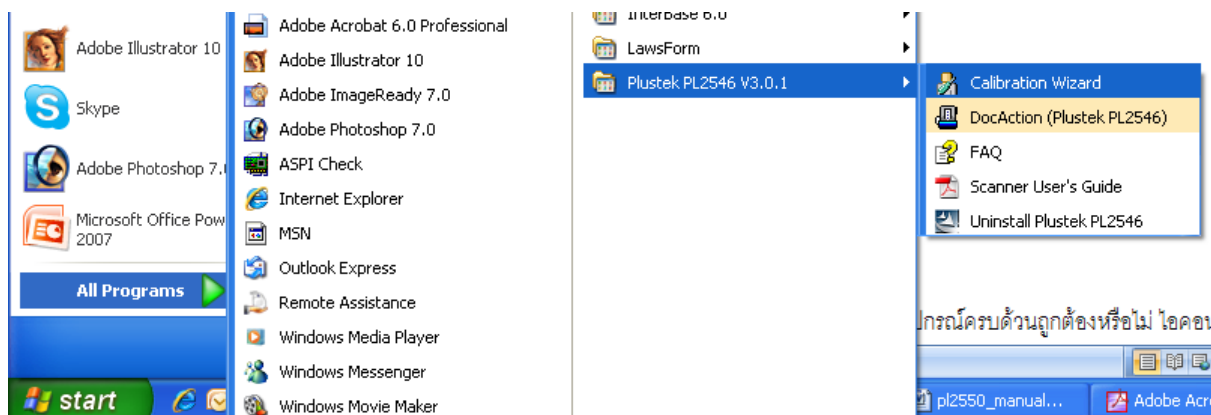 Adobe Illustrator 10
Skype
Adobe Photoshop 7.
Microsoft Office Pow
2007
All Programs
start
Adobe Acrobat 6.0 Professional
Adobe Illustrator 10
Adobe ImageReady 7.0
Adobe Photoshop 7.0
ASPI Check
Internet Explorer
MSN
Outlook Express
Remote Assistance
Windows Media Player
Windows Messenger
Windows Movie Maker
InterBase 6.0
LawsForm
Plustek PL2546 V3.0.1
Calibration Wizard
DocAction (Plustek PL2546)
FAQ
Scanner User's Guide
Uninstall Plustek PL2546
ปกรณ์ครบถ้วนถูกต้องหรือไม่ ไอคอน
pl2550_manual...
Adobe Acr